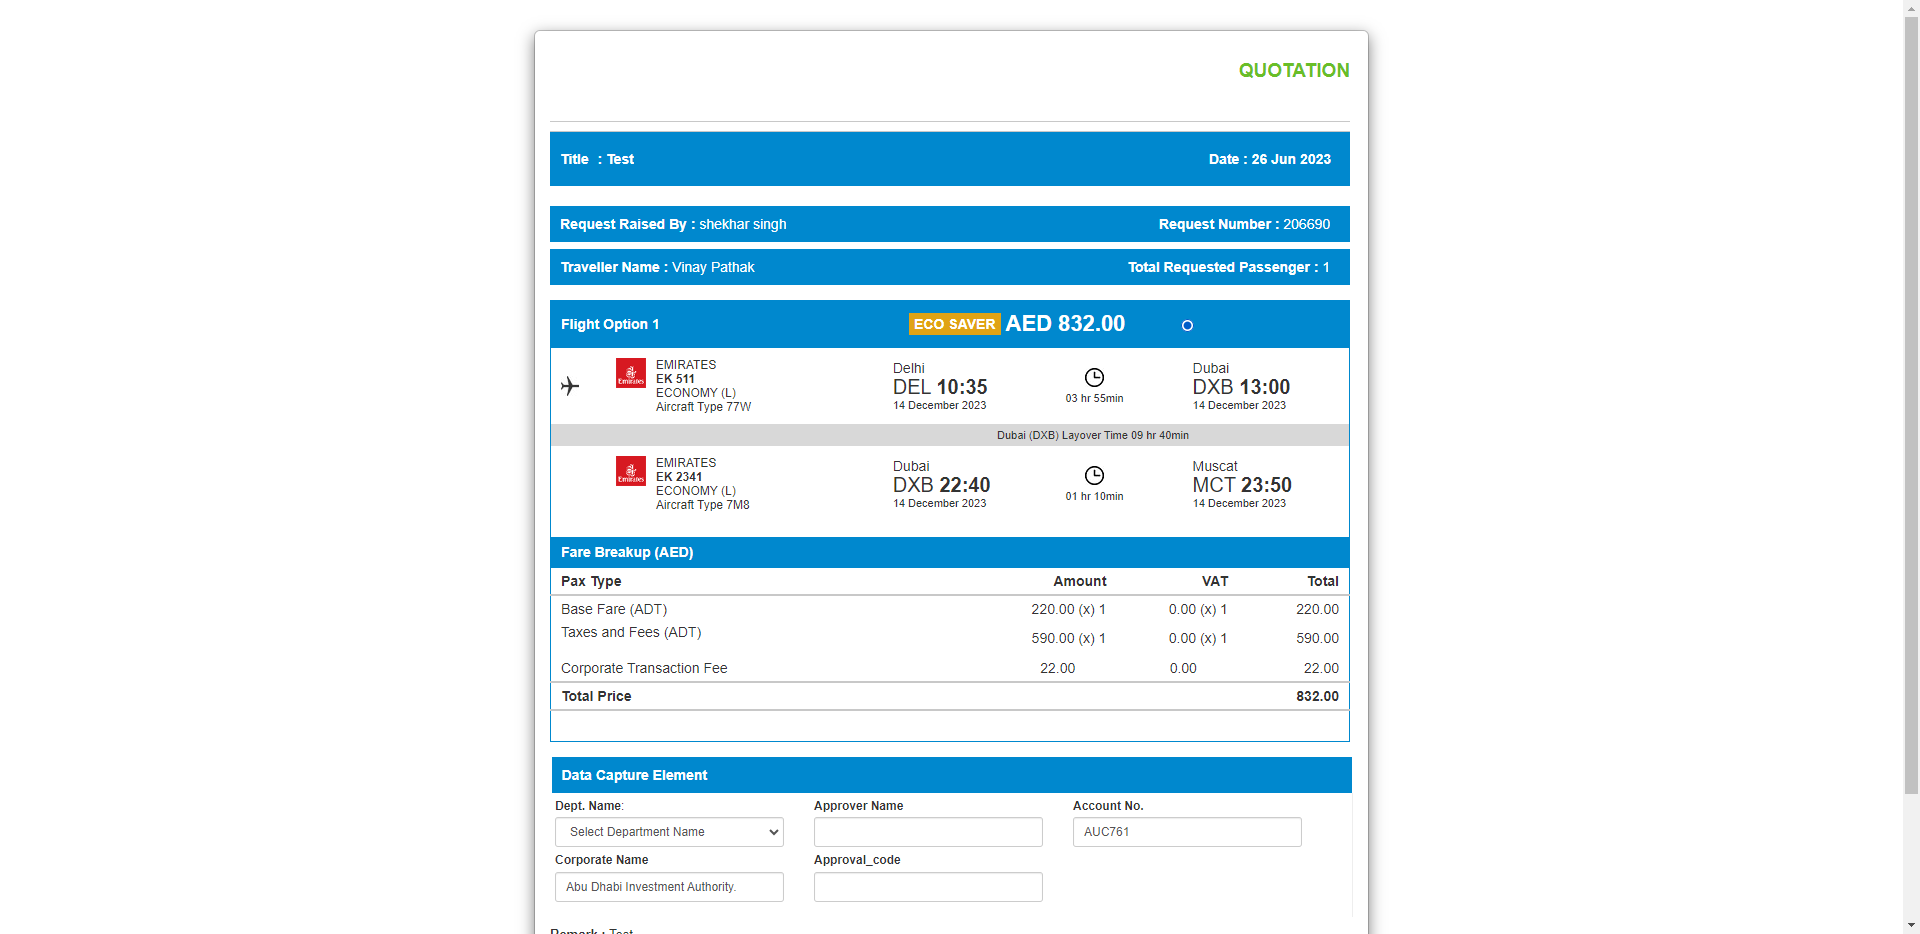 QUOTATION
Title : Test Date : 26 Jun 2023
Request Raised By : shekhar singh Request Number : 206690
Traveller Name : Vinay Pathak Total Requested Passenger : 1
Flight Option 1 ECO SAVER AED 832.00
Emirates
EMIRATES
EK 511
ECONOMY (L)
Aircraft Type 77W
Delhi
DEL 10:35
14 December 2023
03 hr 55min
Dubai
DXB 13:00
14 December 2023
Dubai (DXB) Layover Time 09 hr 40min
Emirates
EMIRATES
EK 2341
ECONOMY (L)
Aircraft Type 7M8
Dubai
DXB 22:40
14 December 2023
01 hr 10min
Muscat
MCT 23:50
14 December 2023
Fare Breakup (AED)
Pax Type Amount VAT Total
Base Fare (ADT) 220.00 (x) 1 0.00 (x) 1 220.00
Taxes and Fees (ADT) 590.00 (x) 1 0.00 (x) 1 590.00
Corporate Transaction Fee 22.00 0.00 22.00
Total Price 832.00
Data Capture Element
Dept. Name: Approver Name Account No.
Select Department Name AUC761
Corporate Name Approval_code
Abu Dhabi Investment Authority.
Remark : Test